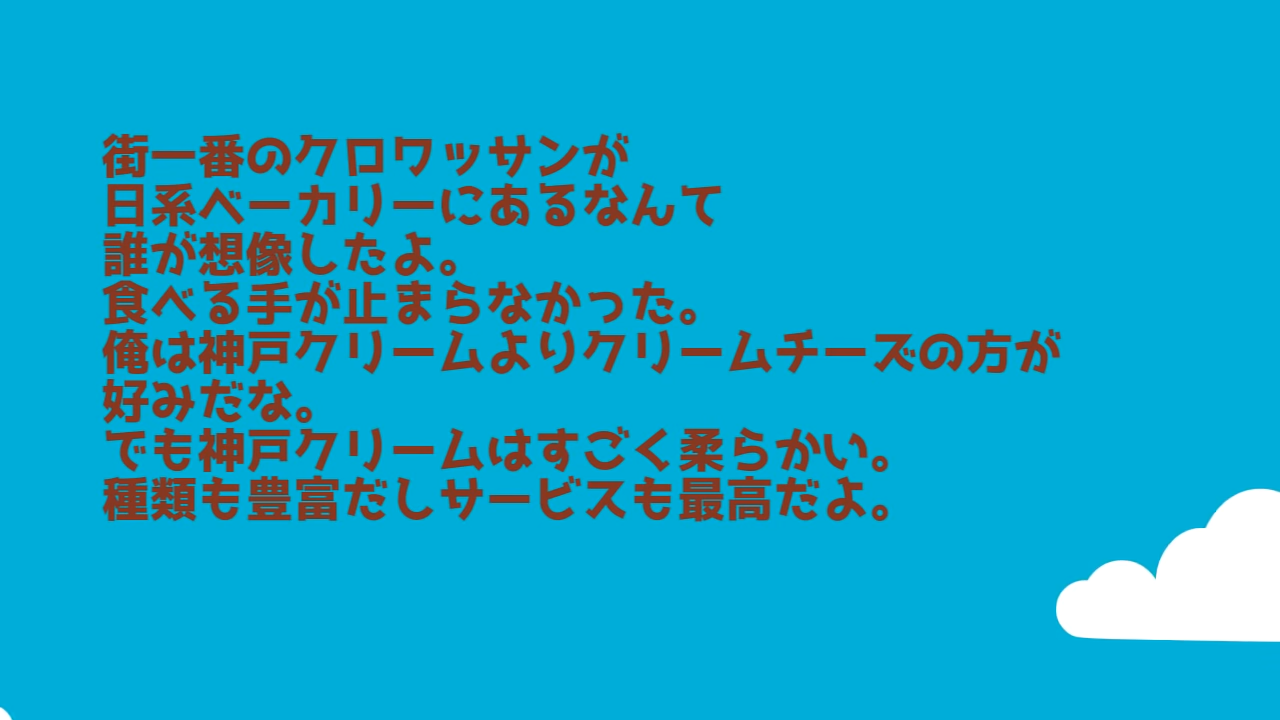 街一番のクロワッサンが
日系ベーカリーにあるなんて
誰が想像したよ。
食べる手が止まらなかった。
俺は神戸クリームよりクリームチーズの方が
好みだな。
でも神戸クリームはすごく柔らかい。
種類も豊富だしサービスも最高だよ。